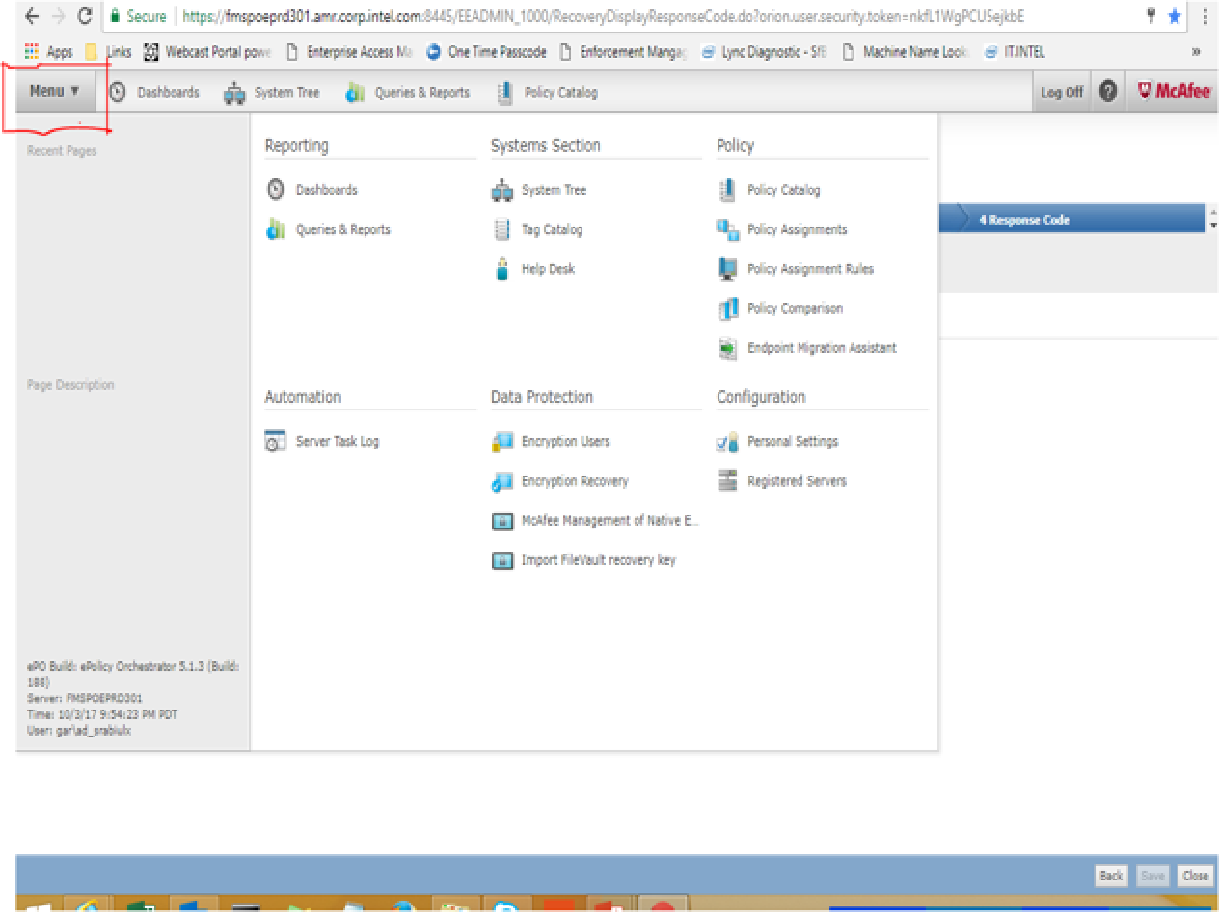 Secure https://fmspoeprd301.amr.corp.intel.com:8445/EEADMIN_1000/RecoveryDisplayResponseCode.do?orion.user.security.token=nkfL1WgPCU5ejkbE
Apps Links Webcast Portal powe Enterprise Access Ma One Time Passcode Enforcement Manag Lync Diagnostic - SfB Machine Name Look IT.INTEL »
Menu ▼ Dashboards System Tree Queries & Reports Policy Catalog Log Off ? McAfee
Recent Pages
Reporting Systems Section Policy
Dashboards System Tree Policy Catalog
4 Response Code
Queries & Reports Tag Catalog Policy Assignments
Help Desk Policy Assignment Rules
Policy Comparison
Endpoint Migration Assistant
Page Description
Automation Data Protection Configuration
Server Task Log Encryption Users Personal Settings
Encryption Recovery Registered Servers
McAfee Management of Native E...
Import FileVault recovery key
ePO Build: ePolicy Orchestrator 5.1.3 (Build:
188)
Server: FMSPOEPRD301
Time: 10/3/17 9:54:23 PM PDT
User: gar\ad_srabiulx
Back Save Close